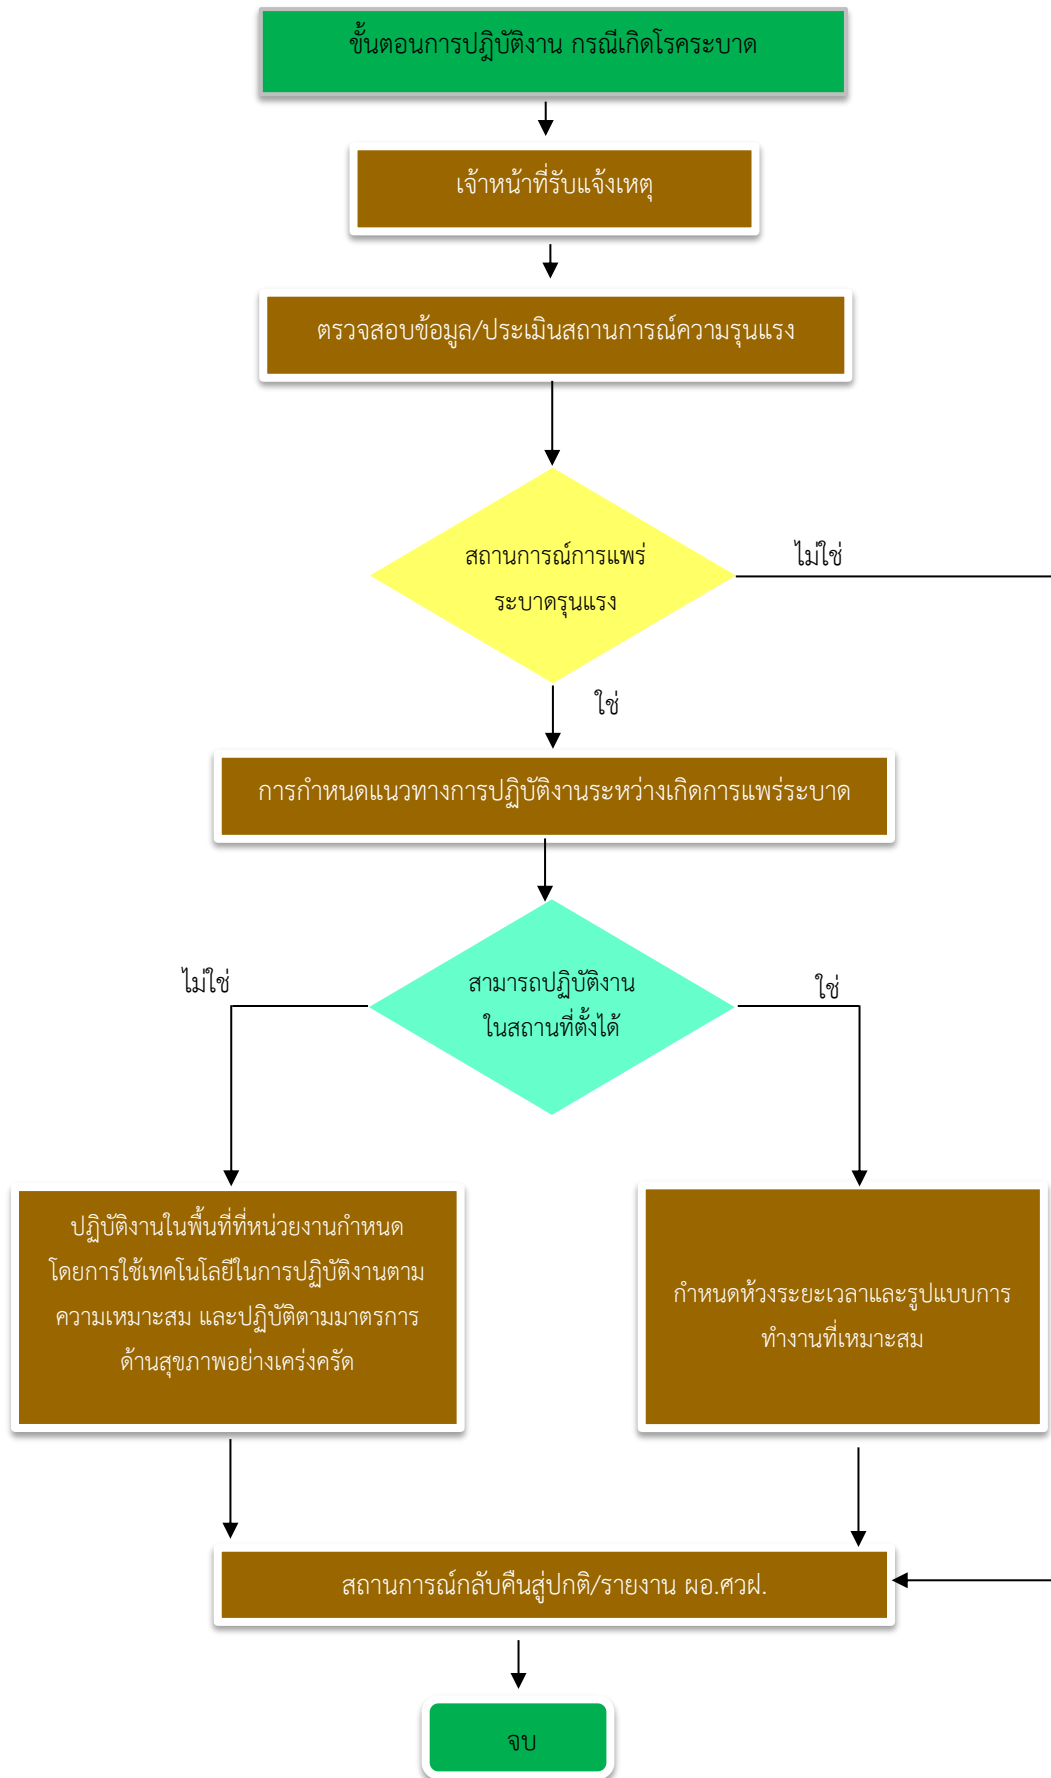 ขั้นตอนการปฎิบัติงาน กรณีเกิดโรคระบาด
เจ้าหน้าที่รับแจ้งเหตุ
ตรวจสอบข้อมูล/ประเมินสถานการณ์ความรุนแรง
สถานการณ์การแพร่
ระบาดรุนแรง
ไม่ใช่
ใช่
การกำหนดแนวทางการปฏิบัติงานระหว่างเกิดการแพร่ระบาด
สามารถปฏิบัติงาน
ในสถานที่ตั้งได้
ไม่ใช่
ใช่
ปฏิบัติงานในพื้นที่ที่หน่วยงานกำหนด
โดยการใช้เทคโนโลยีในการปฏิบัติงานตาม
ความเหมาะสม และปฏิบัติตามมาตรการ
ด้านสุขภาพอย่างเคร่งครัด
กำหนดห้วงระยะเวลาและรูปแบบการ
ทำงานที่เหมาะสม
สถานการณ์กลับคืนสู่ปกติ/รายงาน ผอ.ศวฝ.
จบ